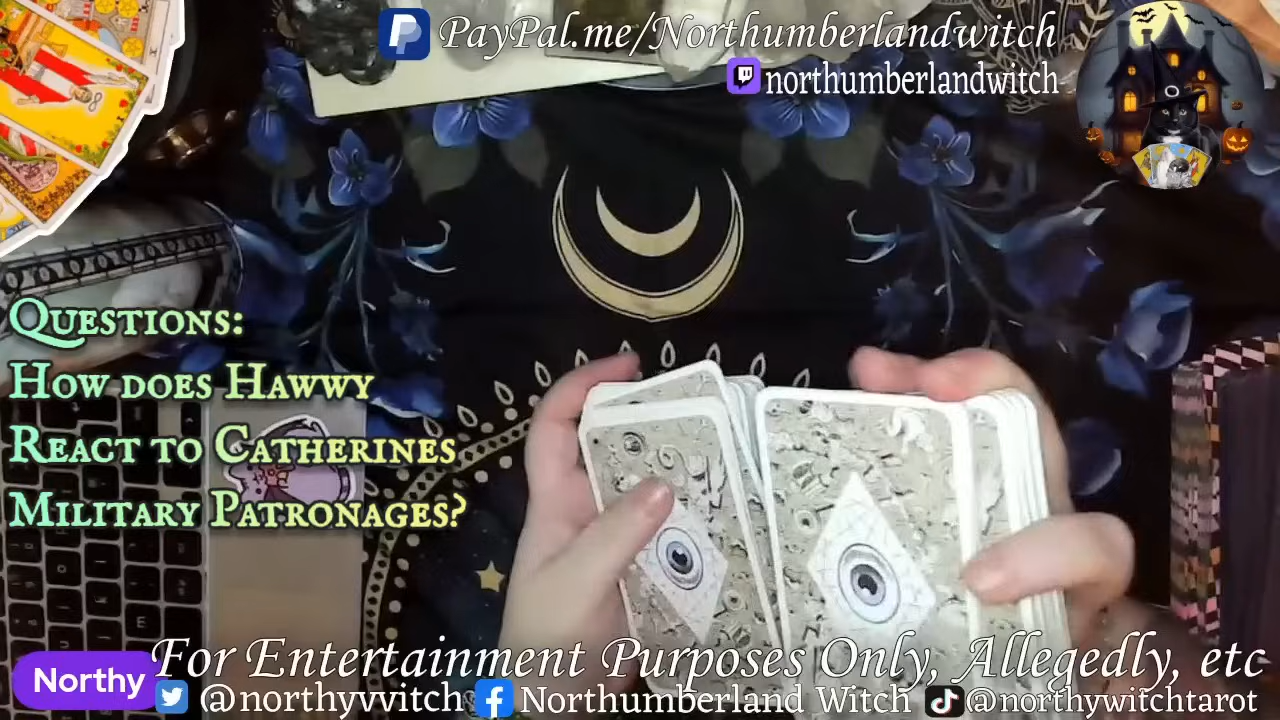 PayPal.me/Northumberlandwitch
northumberlandwitch
Questions:
How does Hawwy
React to Catherines
Military Patronages?
For Entertainment Purposes Only, Allegedly, etc
Northy
@northyvvitch
Northumberland Witch
@northywitchtarot